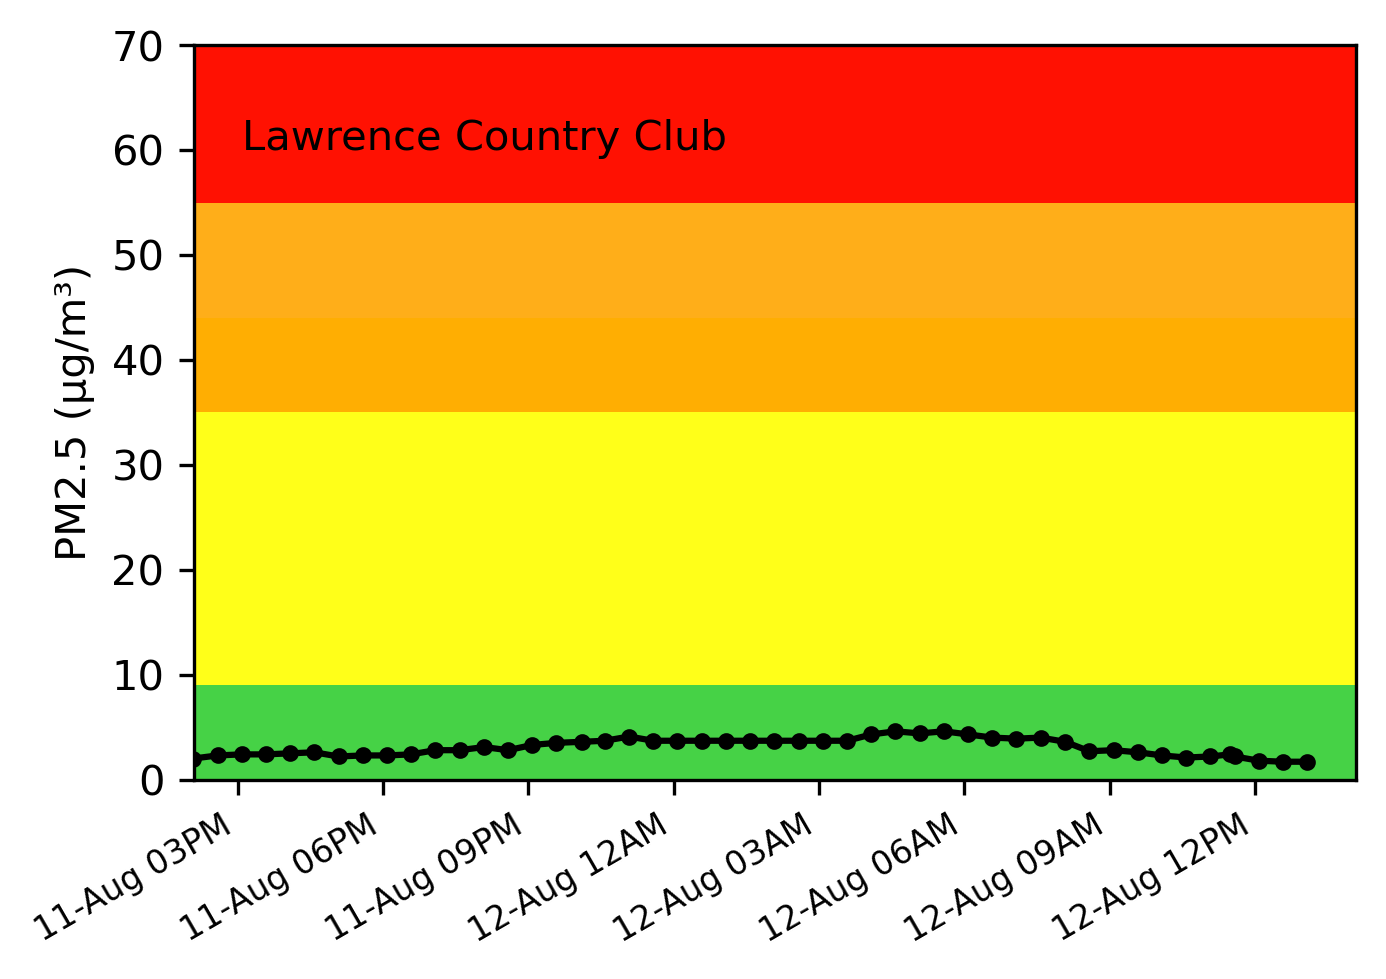 70
Lawrence Country Club
60
50
40
30
20
10
0
PM2.5 (µg/m³)
11-Aug 03PM
11-Aug 06PM
11-Aug 09PM
12-Aug 12AM
12-Aug 03AM
12-Aug 06AM
12-Aug 09AM
12-Aug 12PM